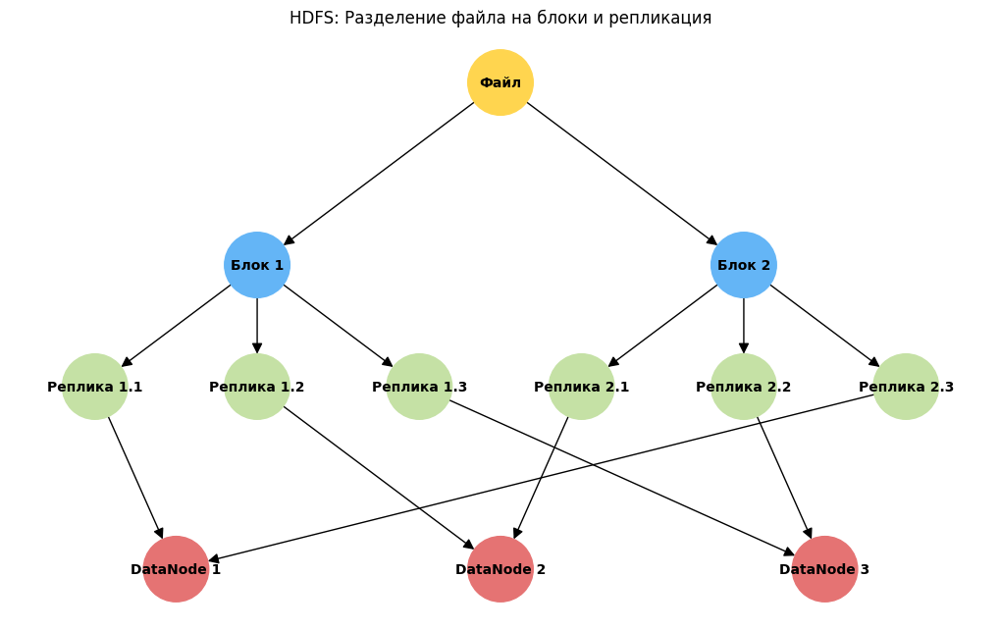 HDFS: Разделение файла на блоки и репликация
Файл
Блок 1
Блок 2
Реплика 1.1
Реплика 1.2
Реплика 1.3
Реплика 2.1
Реплика 2.2
Реплика 2.3
DataNode 1
DataNode 2
DataNode 3